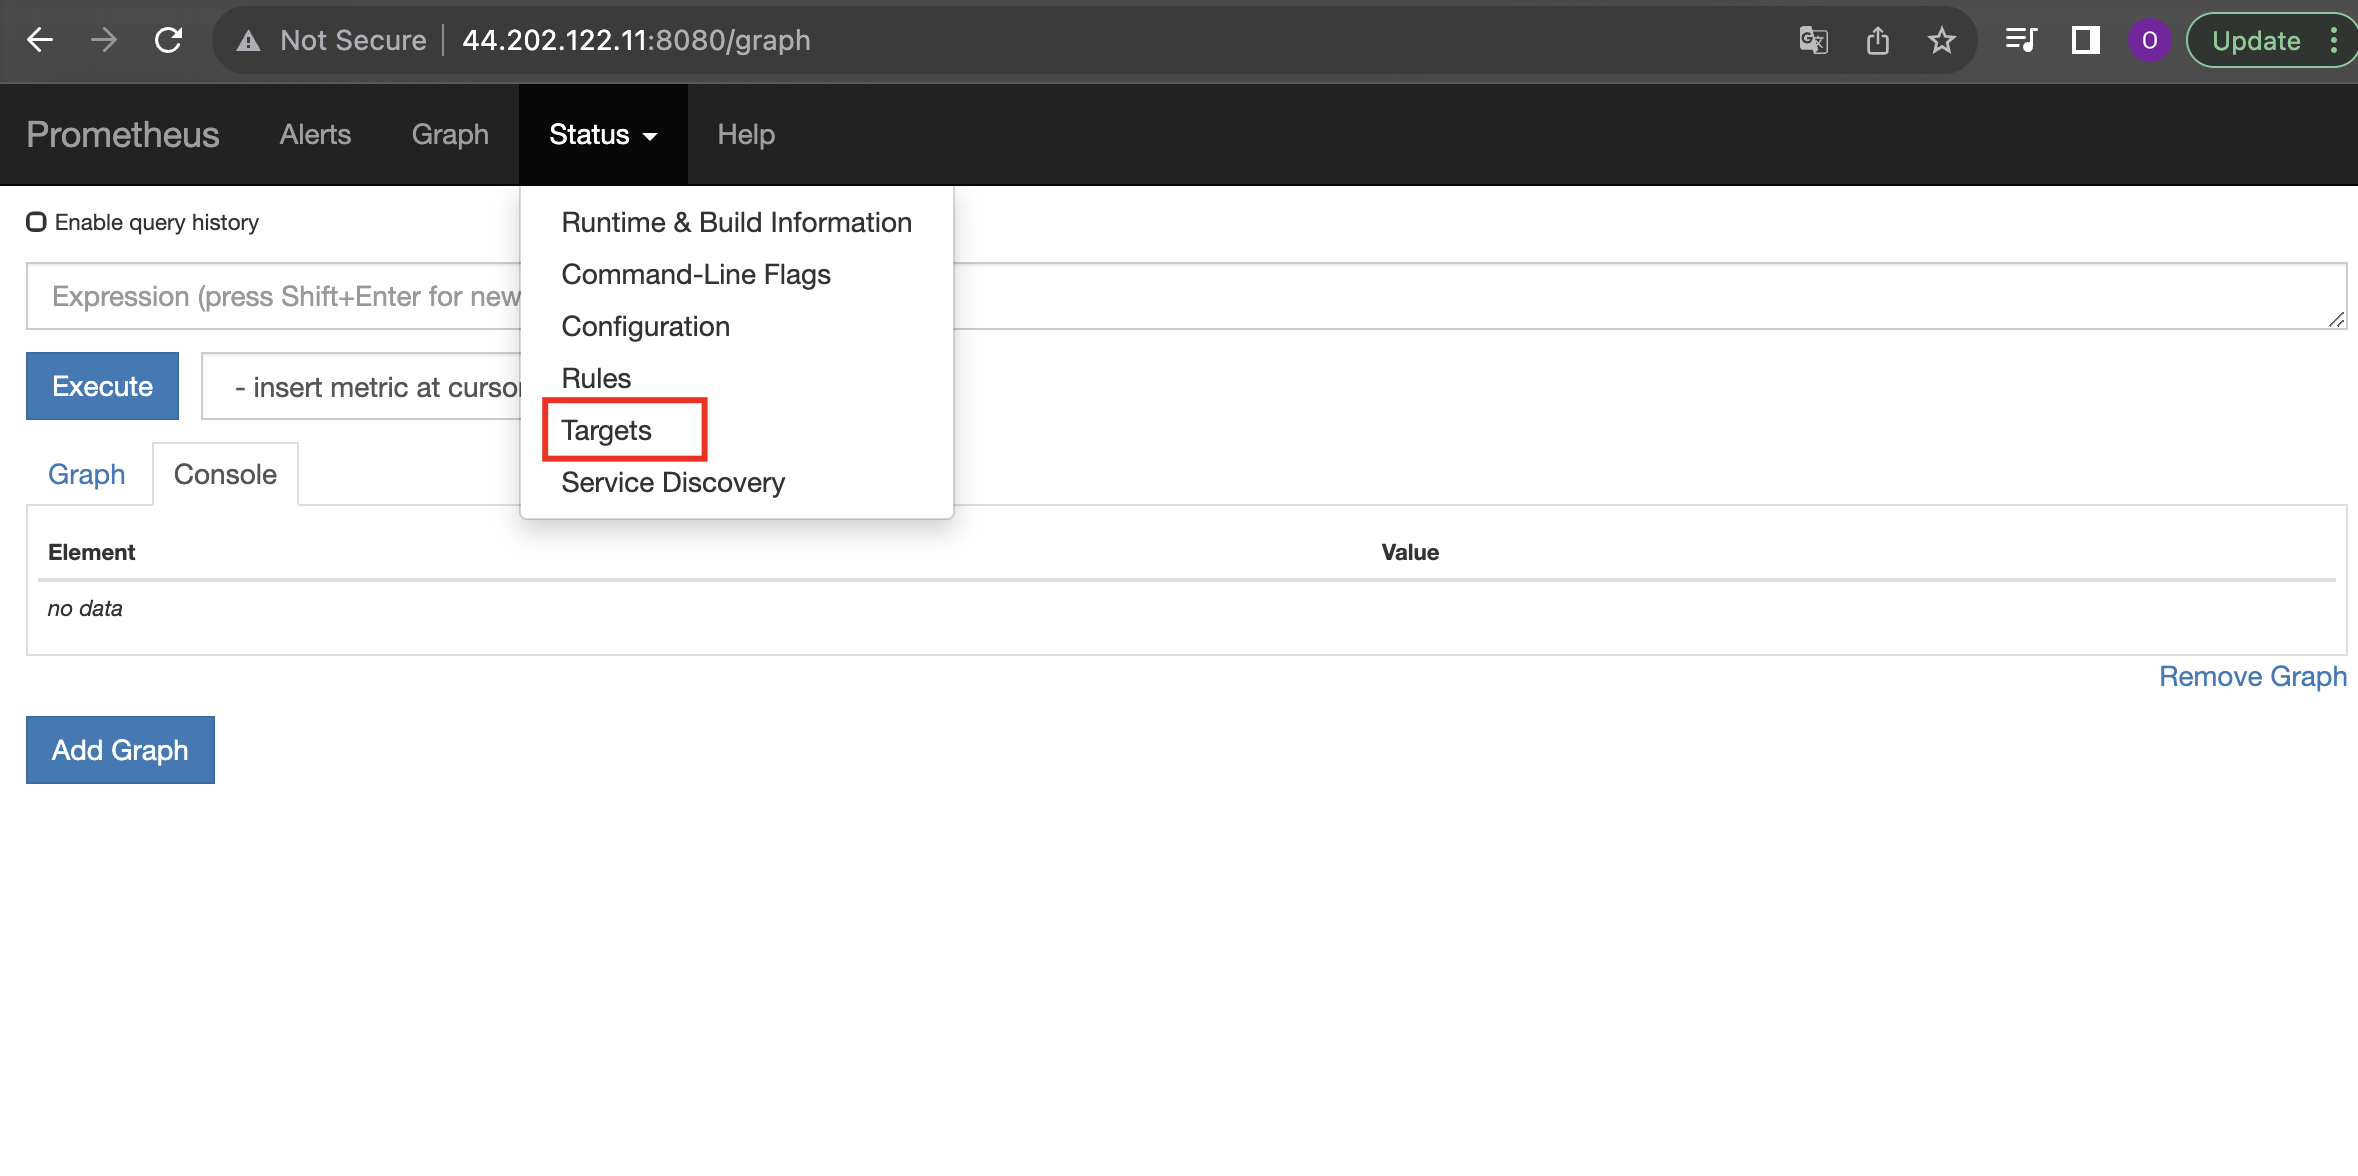 Not Secure 44.202.122.11:8080/graph O Update
Prometheus Alerts Graph Status Help
Enable query history
Runtime & Build Information
Command-Line Flags
Expression (press Shift+Enter for new
Configuration
Rules
Execute - insert metric at cursor
Targets
Graph Console
Service Discovery
Element Value
no data
Remove Graph
Add Graph